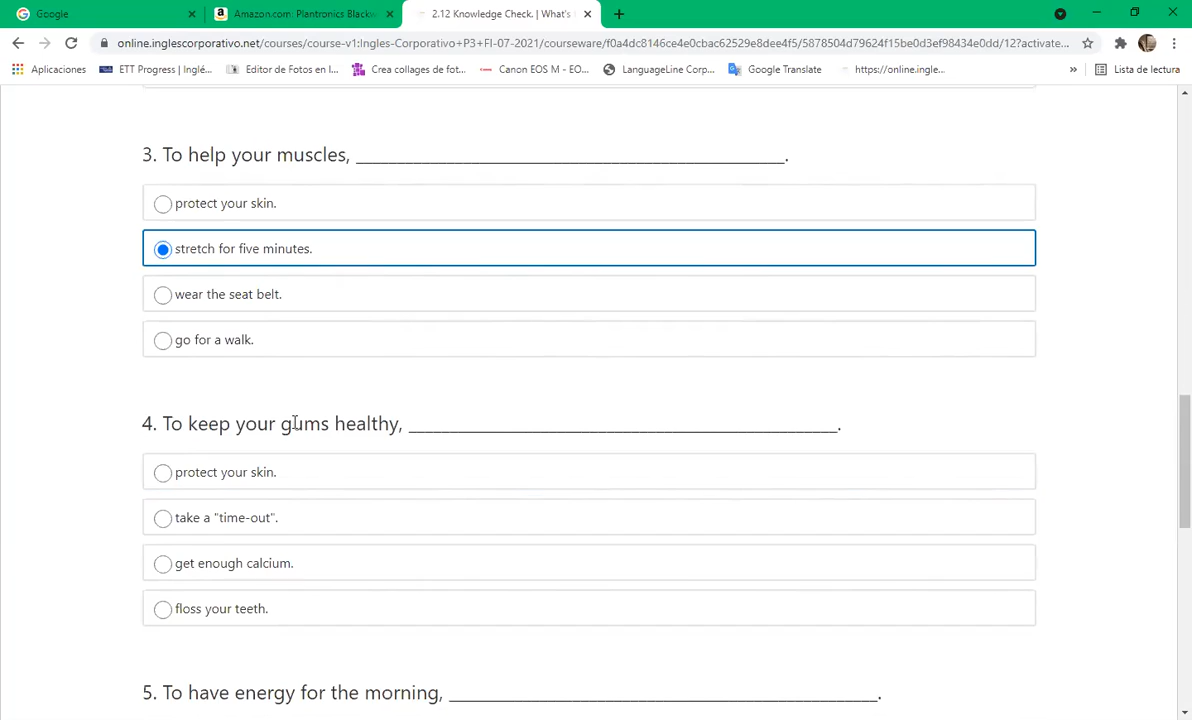 Google
Amazon.com: Plantronics Blackw
2.12 Knowledge Check. | What's
online.inglescorporativo.net/courses/course-v1:Ingles-Corporativo+P3+FI-07-2021/courseware/f0a4dc8146ce4e0cbac62529e8dee4f5/5878504d79624f15be0d3ef98434e0dd/12?activate...
Aplicaciones
ETT Progress | Inglé...
Editor de Fotos en l...
Crea collages de fot...
Canon EOS M - EO...
LanguageLine Corp...
Google Translate
https://online.ingle...
»
Lista de lectura
3. To help your muscles, ______________________________________.
protect your skin.
stretch for five minutes.
wear the seat belt.
go for a walk.
4. To keep your gums healthy, ______________________________________.
protect your skin.
take a "time-out".
get enough calcium.
floss your teeth.
5. To have energy for the morning, ______________________________________.